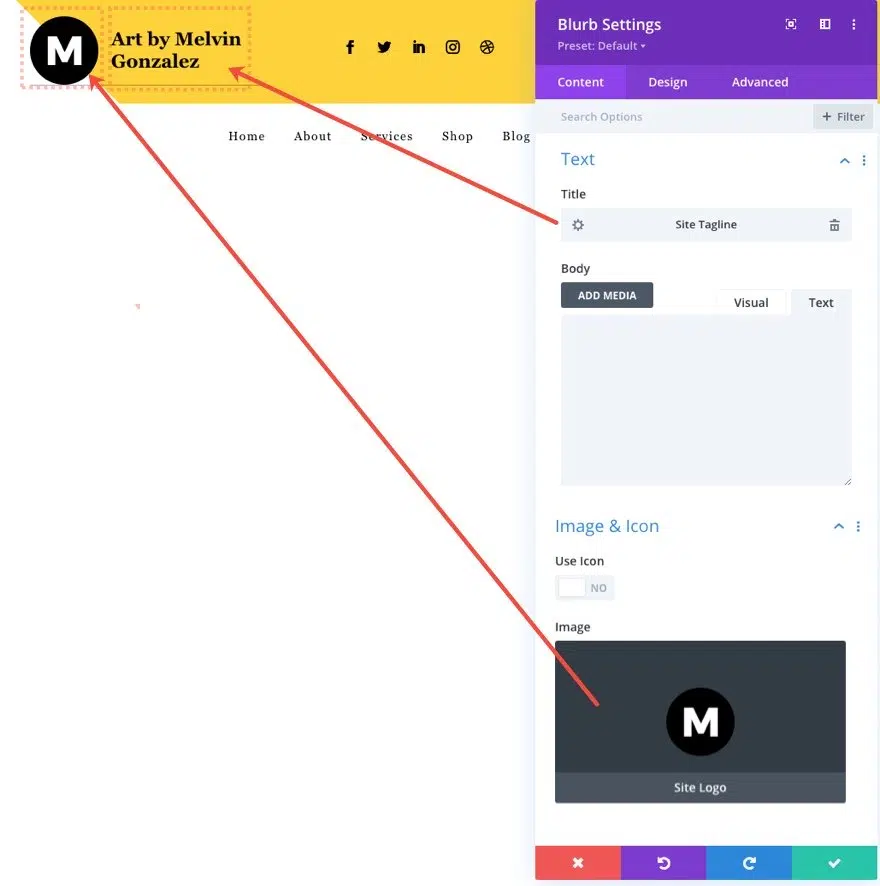 M
Art by Melvin
Gonzalez
Home About Services Shop Blog
Blurb Settings
Preset: Default
Content Design Advanced
Search Options
+ Filter
Text
Title
Site Tagline
Body
ADD MEDIA
Visual Text
Image & Icon
Use Icon
NO
Image
M
Site Logo